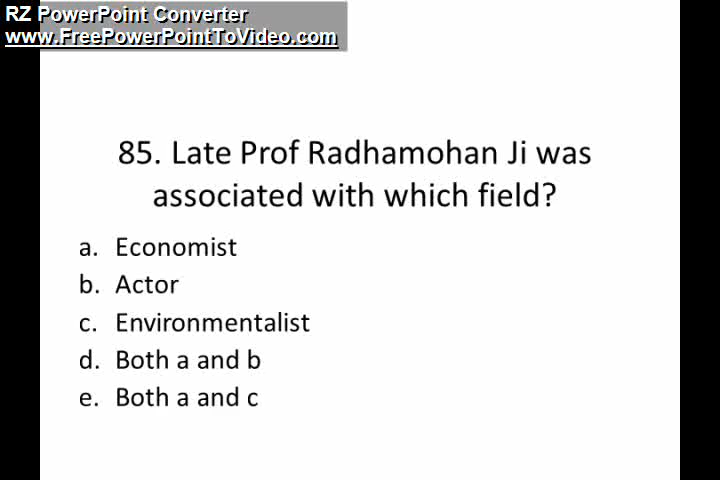 RZ PowerPoint Converter
www.FreePowerPointToVideo.com
85. Late Prof Radhamohan Ji was
associated with which field?
a. Economist
b. Actor
c. Environmentalist
d. Both a and b
e. Both a and c